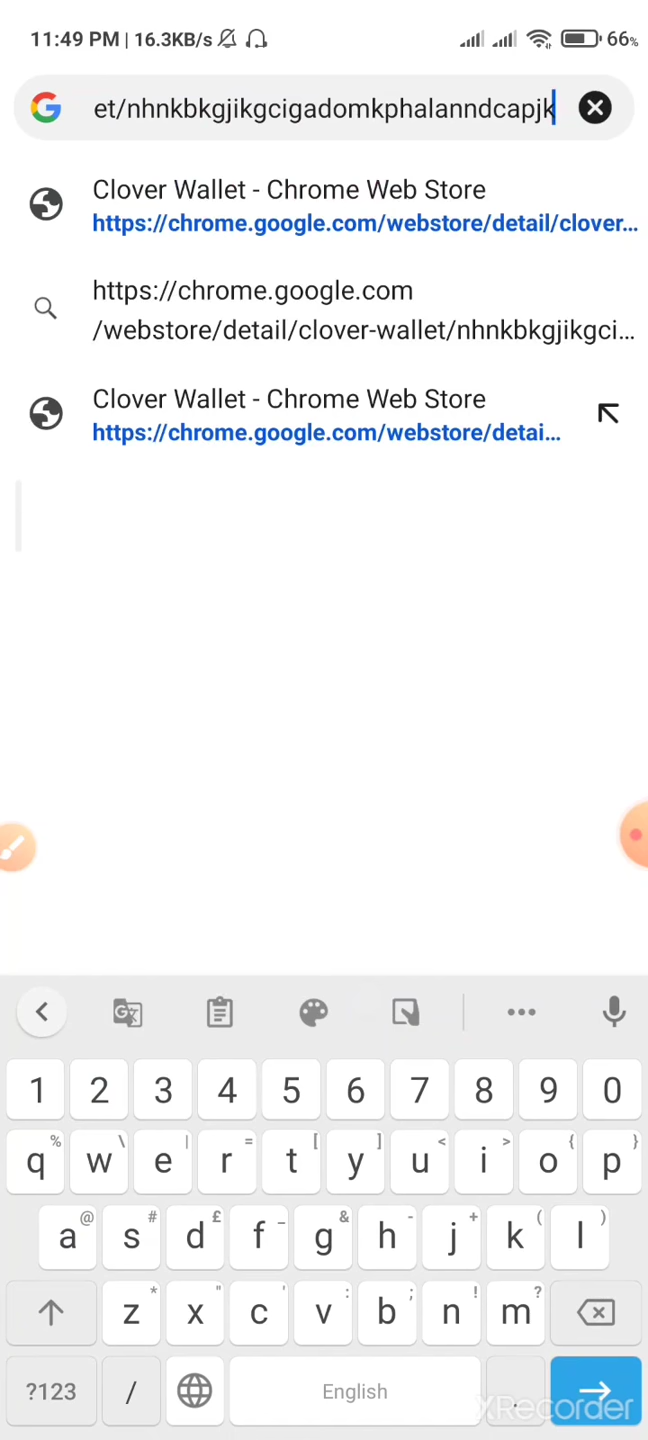 11:49 PM | 16.3KB/s 66%
et/nhnkbkgjikgcigadomkphalanndcapjk
Clover Wallet - Chrome Web Store
https://chrome.google.com/webstore/detail/clover...
https://chrome.google.com
/webstore/detail/clover-wallet/nhnkbkgjikgci...
Clover Wallet - Chrome Web Store
https://chrome.google.com/webstore/detai...
1 2 3 4 5 6 7 8 9 0
% \ | = [ ] < > { }
q w e r t y u i o p
@ # £ _ & - + ( )
a s d f g h j k l
* " ' : ; ! ?
z x c v b n m
?123 / English .
XRecorder